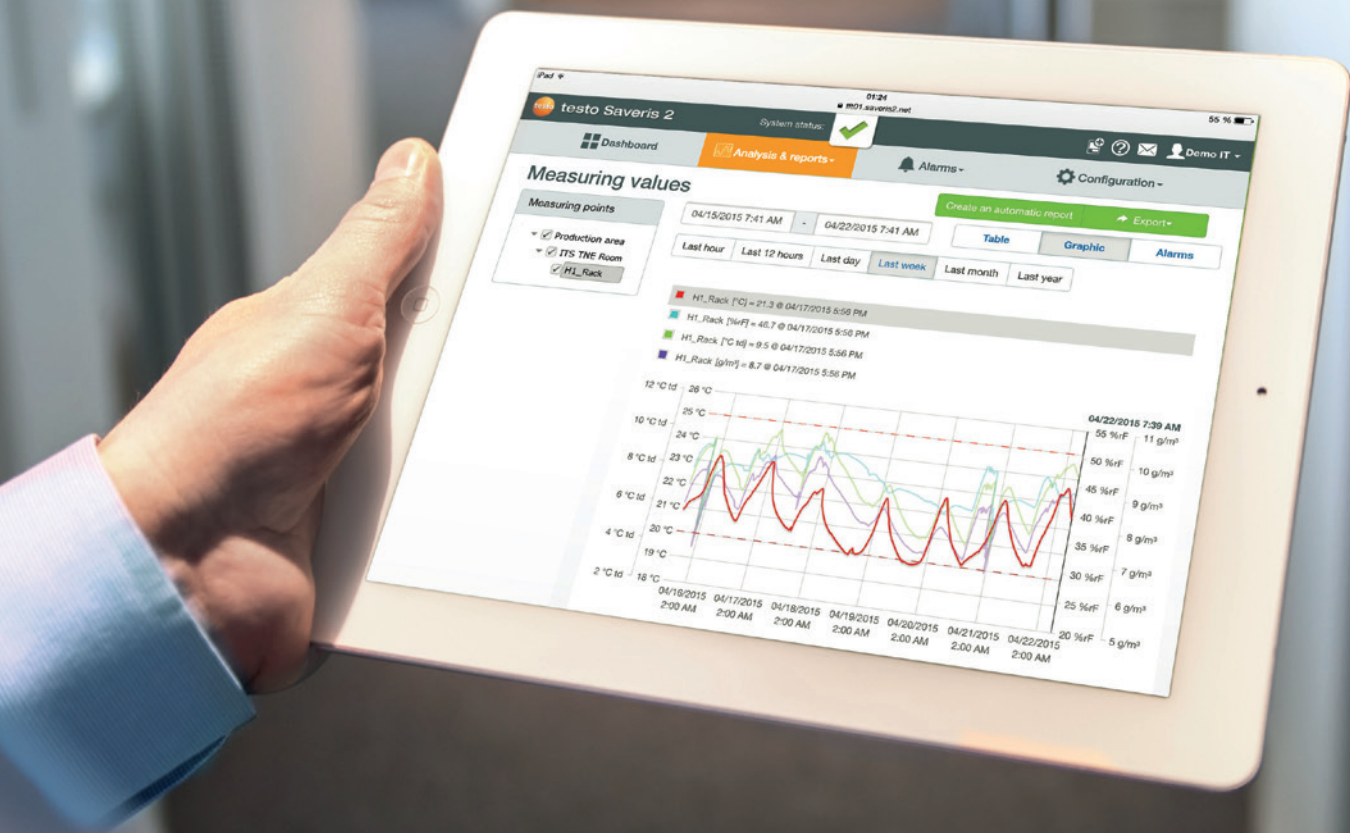 iPad
01:24
m01.saveris2.net
55 %
testo
testo Saveris 2
System status:
Demo IT
Dashboard
Analysis & reports
Alarms
Configuration
Measuring values
Measuring points
Production area
ITS TNE Room
H1_Rack
04/15/2015 7:41 AM - 04/22/2015 7:41 AM
Create an automatic report
Export
Table Graphic Alarms
Last hour Last 12 hours Last day Last week Last month Last year
H1_Rack [°C] = 21.3 @ 04/17/2015 5:56 PM
H1_Rack [%rF] = 46.7 @ 04/17/2015 5:56 PM
H1_Rack [°C td] = 9.5 @ 04/17/2015 5:56 PM
H1_Rack [g/m³] = 8.7 @ 04/17/2015 5:56 PM
04/22/2015 7:39 AM
12 °C td
10 °C td
8 °C td
6 °C td
4 °C td
2 °C td
26 °C
25 °C
24 °C
23 °C
22 °C
21 °C
20 °C
19 °C
18 °C
55 %rF
50 %rF
45 %rF
40 %rF
35 %rF
30 %rF
25 %rF
20 %rF
11 g/m³
10 g/m³
9 g/m³
8 g/m³
7 g/m³
6 g/m³
5 g/m³
04/16/2015 04/17/2015 04/18/2015 04/19/2015 04/20/2015 04/21/2015 04/22/2015
2:00 AM 2:00 AM 2:00 AM 2:00 AM 2:00 AM 2:00 AM 2:00 AM